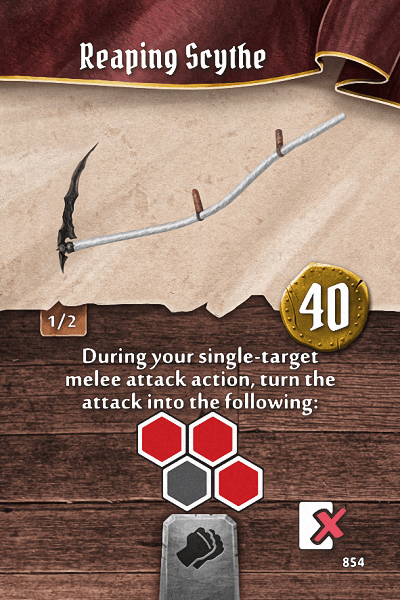 Reaping Scythe
1/2
40
During your single-target
melee attack action, turn the
attack into the following:
854